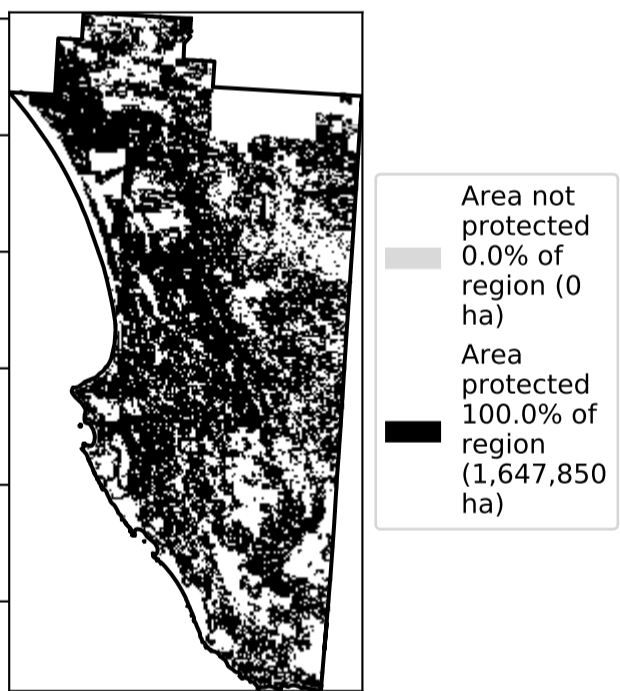 Area not
protected
0.0% of
region (0
ha)
Area
protected
100.0% of
region
(1,647,850
ha)